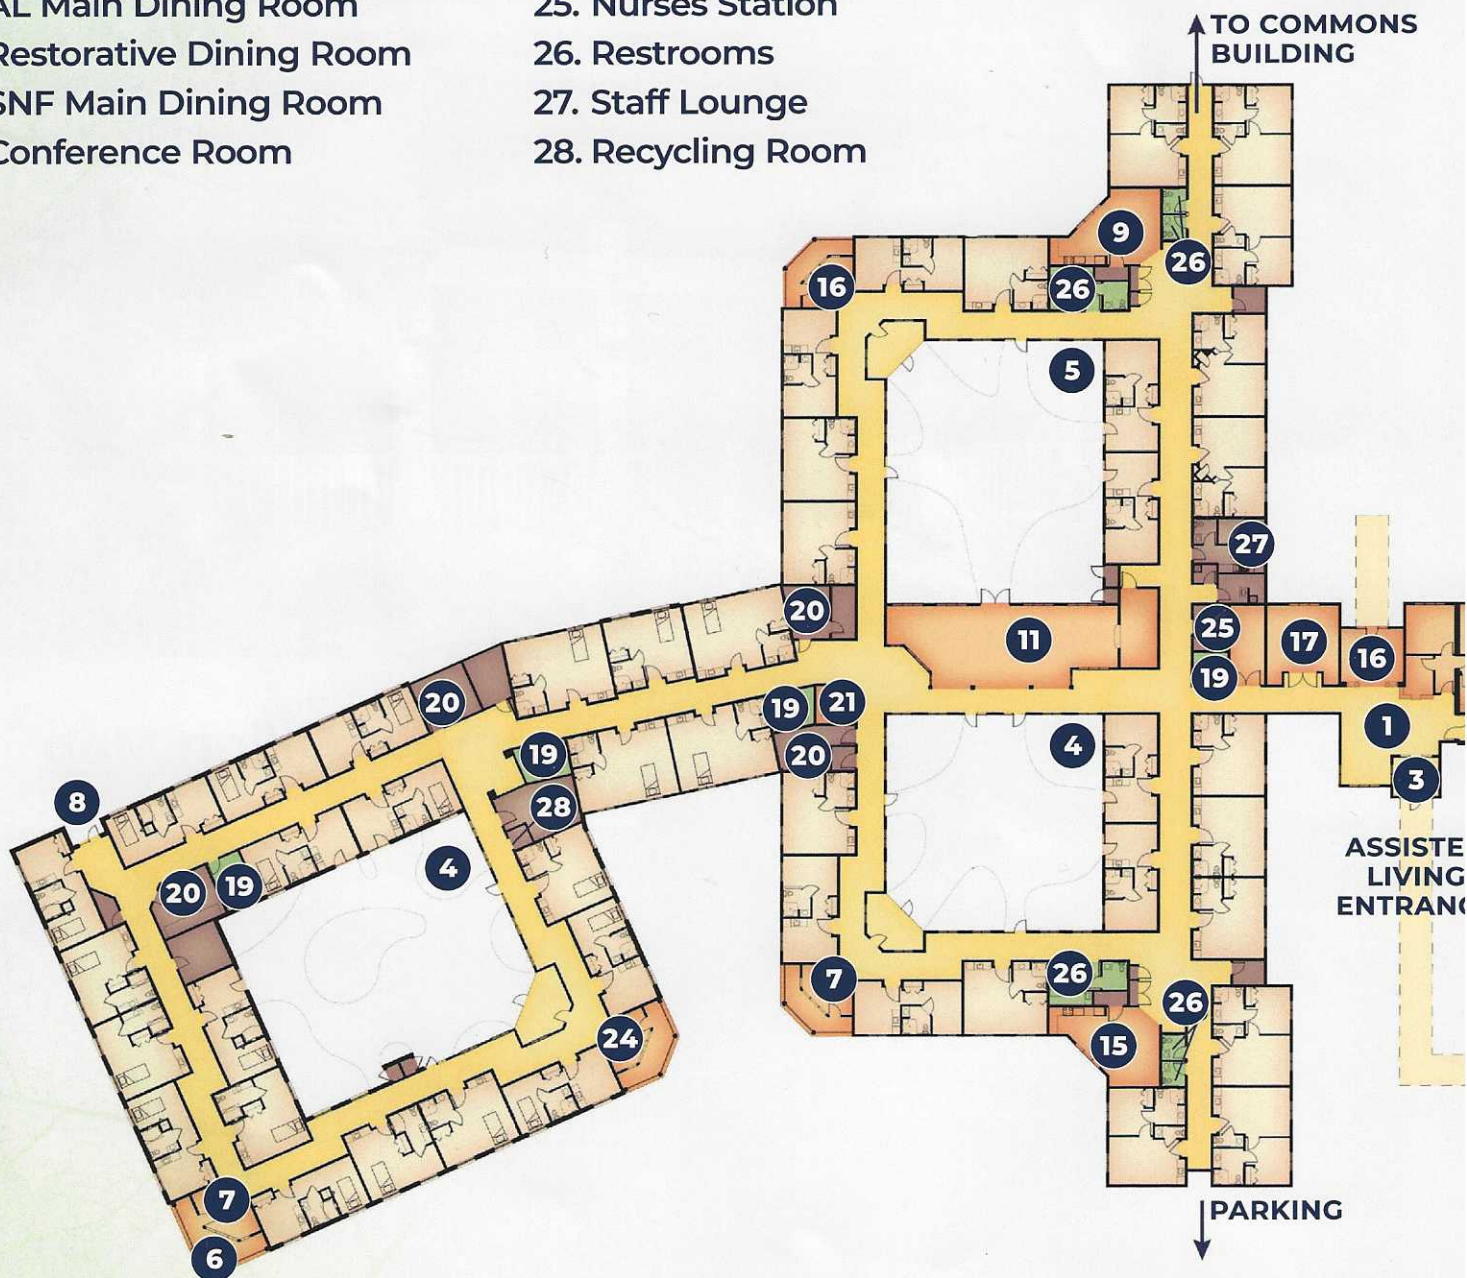 AL Main Dining Room
Restorative Dining Room
SNF Main Dining Room
Conference Room
25. Nurses Station
26. Restrooms
27. Staff Lounge
28. Recycling Room
TO COMMONS
BUILDING
9
26
16
26
5
27
20
11
25
17
16
19
20
19
21
1
19
4
20
3
8
28
4
ASSISTE
LIVING
ENTRANC
20
19
7
26
26
24
15
7
PARKING
6